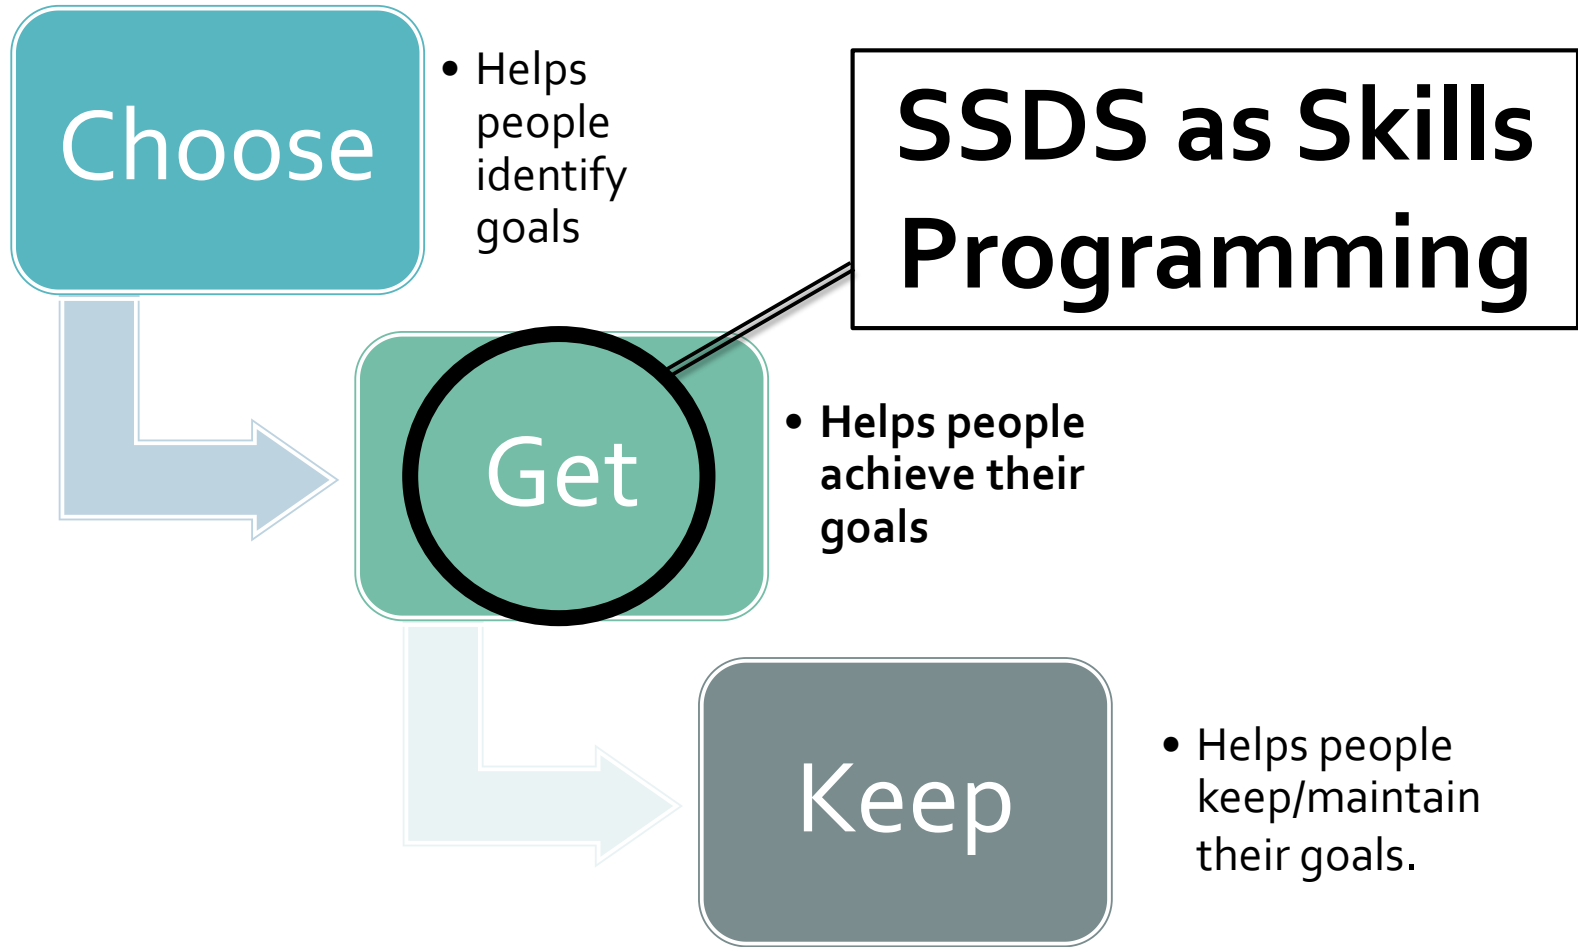 Choose
• Helps
people
identify
goals
SSDS as Skills
Programming
Get
• Helps people
achieve their
goals
Keep
• Helps people
keep/maintain
their goals.